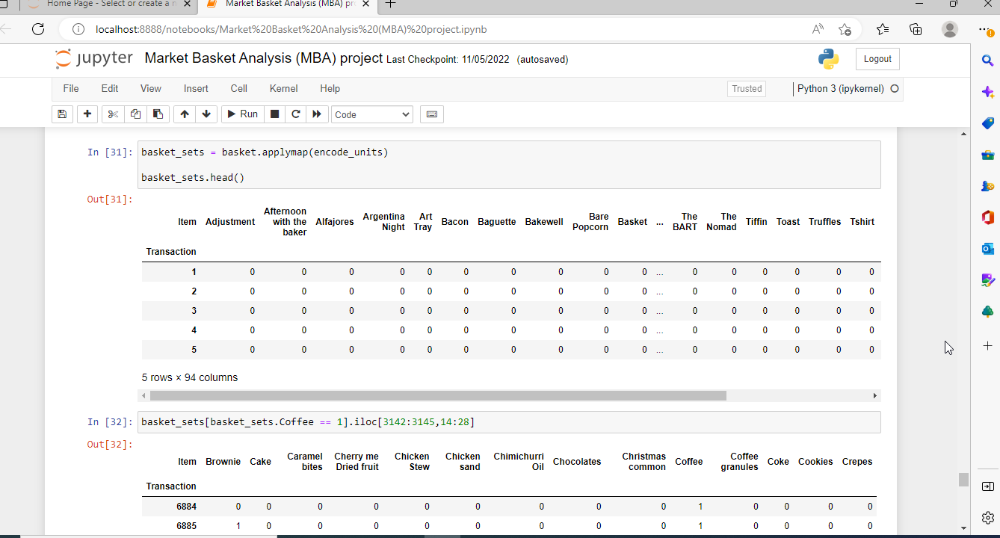 Home Page - Select or create a n
Market Basket Analysis (MBA) pr
localhost:8888/notebooks/Market%20Basket%20Analysis%20(MBA)%20project.ipynb
jupyter Market Basket Analysis (MBA) project Last Checkpoint: 11/05/2022 (autosaved)
Logout
File Edit View Insert Cell Kernel Help
Trusted
Python 3 (ipykernel)
Run
Code
In [31]: basket_sets = basket.applymap(encode_units)
basket_sets.head()
Out[31]:
Item Adjustment Afternoon with the baker Alfajores Argentina Night Art Tray Bacon Baguette Bakewell Bare Popcorn Basket ... The BART The Nomad Tiffin Toast Truffles Tshirt
Transaction
1 0 0 0 0 0 0 0 0 0 0 ... 0 0 0 0 0 0
2 0 0 0 0 0 0 0 0 0 0 ... 0 0 0 0 0 0
3 0 0 0 0 0 0 0 0 0 0 ... 0 0 0 0 0 0
4 0 0 0 0 0 0 0 0 0 0 ... 0 0 0 0 0 0
5 0 0 0 0 0 0 0 0 0 0 ... 0 0 0 0 0 0
5 rows × 94 columns
In [32]: basket_sets[basket_sets.Coffee == 1].iloc[3142:3145,14:28]
Out[32]:
Item Brownie Cake Caramel bites Cherry me Dried fruit Chicken Stew Chicken sand Chimichurri Oil Chocolates Christmas common Coffee Coffee granules Coke Cookies Crepes
Transaction
6884 0 0 0 0 0 0 0 0 0 1 0 0 0 0
6885 1 0 0 0 0 0 0 0 0 1 0 0 0 0